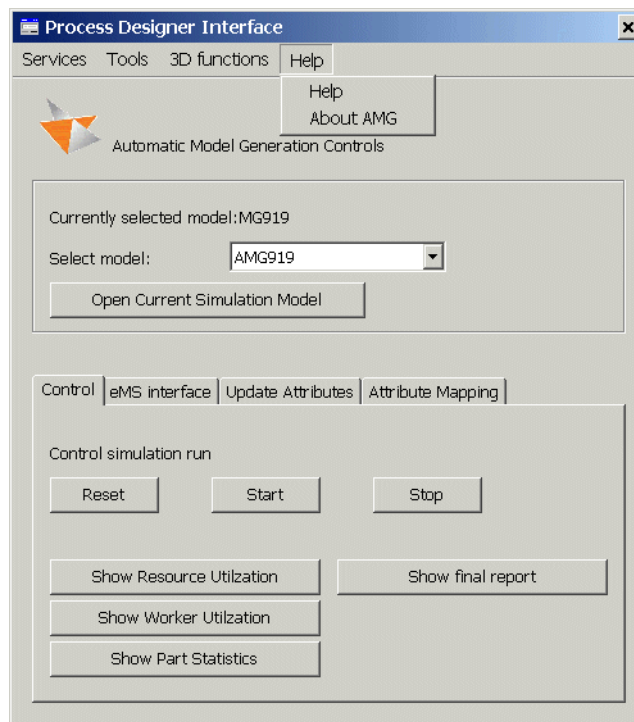 Process Designer Interface
Services Tools 3D functions Help
Help
About AMG
Automatic Model Generation Controls
Currently selected model:MG919
Select model: AMG919
Open Current Simulation Model
Control eMS interface Update Attributes Attribute Mapping
Control simulation run
Reset Start Stop
Show Resource Utilzation Show final report
Show Worker Utilzation
Show Part Statistics